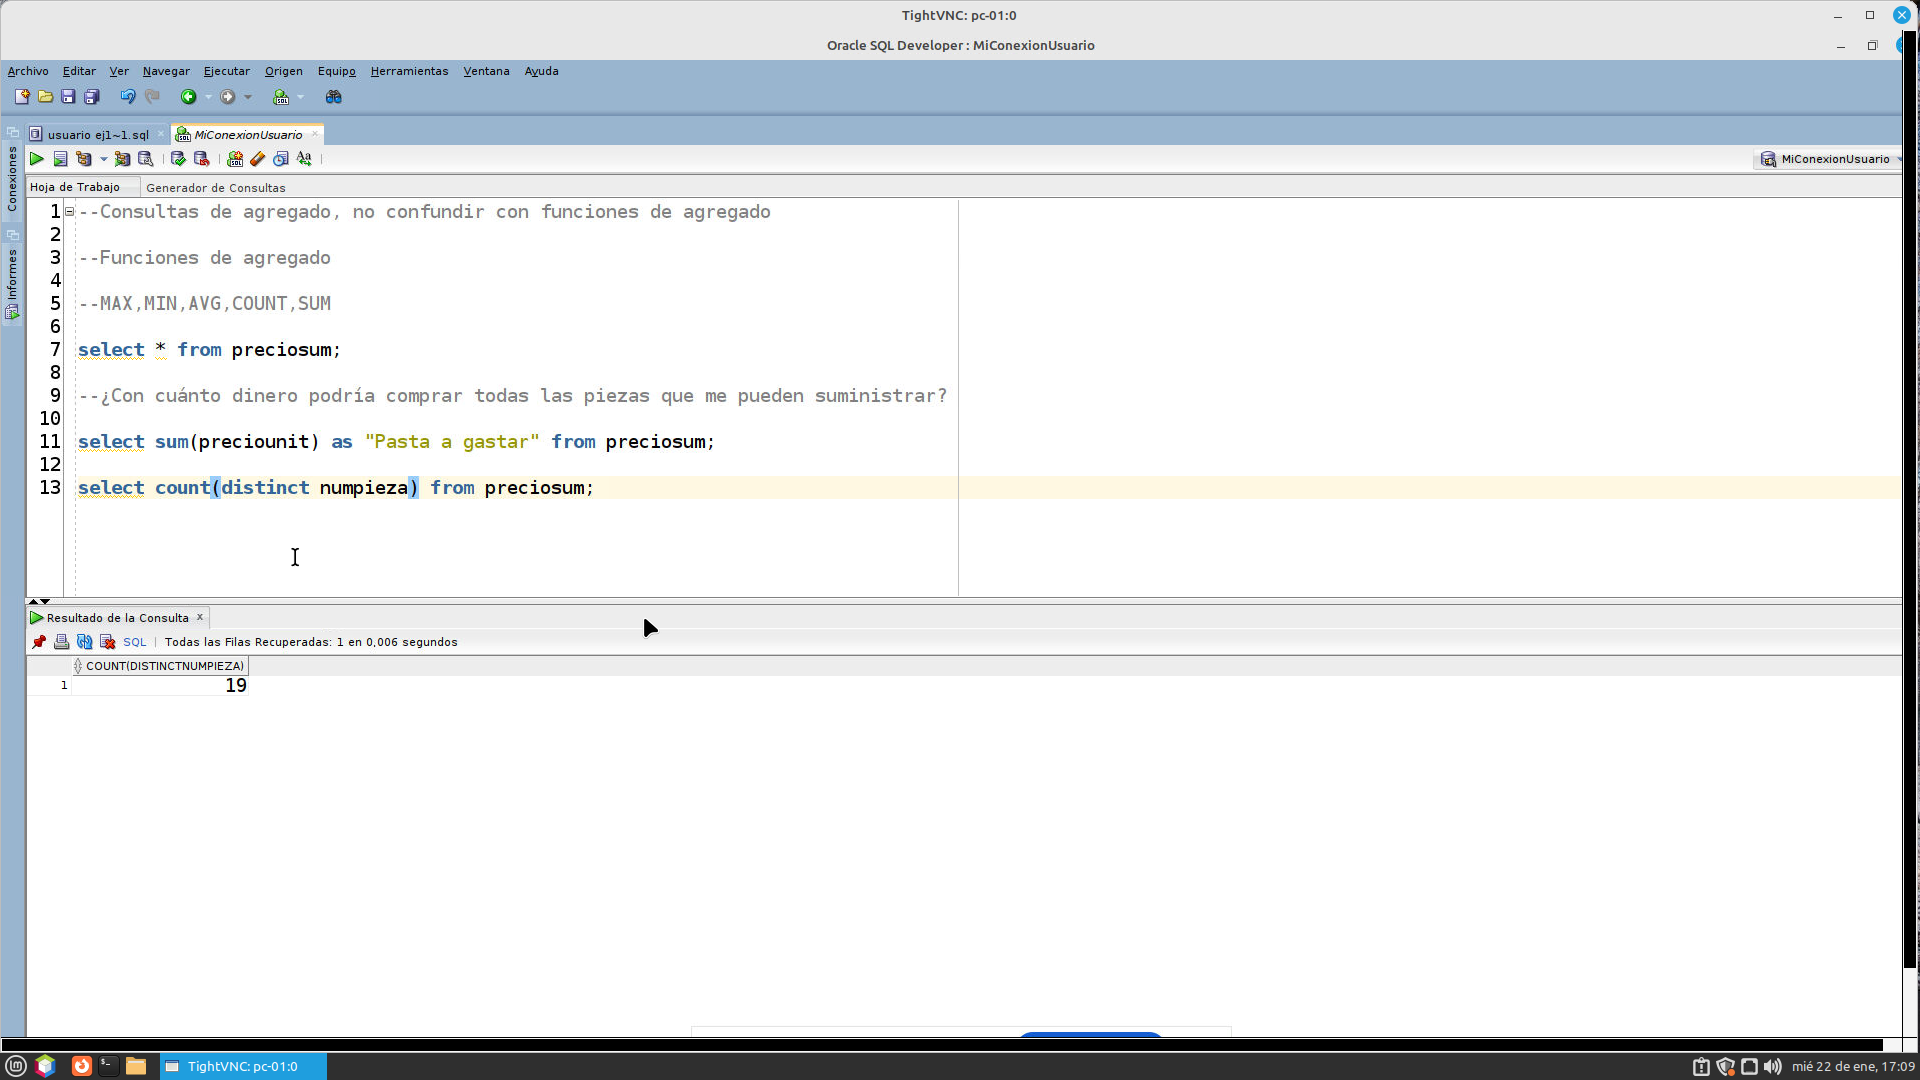 TightVNC: pc-01:0
Oracle SQL Developer : MiConexionUsuario
Archivo Editar Ver Navegar Ejecutar Origen Equipo Herramientas Ventana Ayuda
usuario ej1~1.sql MiConexionUsuario
MiConexionUsuario
Hoja de Trabajo Generador de Consultas
Conexiones
Informes
1 --Consultas de agregado, no confundir con funciones de agregado
2
3 --Funciones de agregado
4
5 --MAX,MIN,AVG,COUNT,SUM
6
7 select * from preciosum;
8
9 --¿Con cuánto dinero podría comprar todas las piezas que me pueden suministrar?
10
11 select sum(preciounit) as "Pasta a gastar" from preciosum;
12
13 select count(distinct numpieza) from preciosum;
Resultado de la Consulta x
SQL | Todas las Filas Recuperadas: 1 en 0,006 segundos
COUNT(DISTINCTNUMPIEZA)
1 19
TightVNC: pc-01:0
mié 22 de ene, 17:09